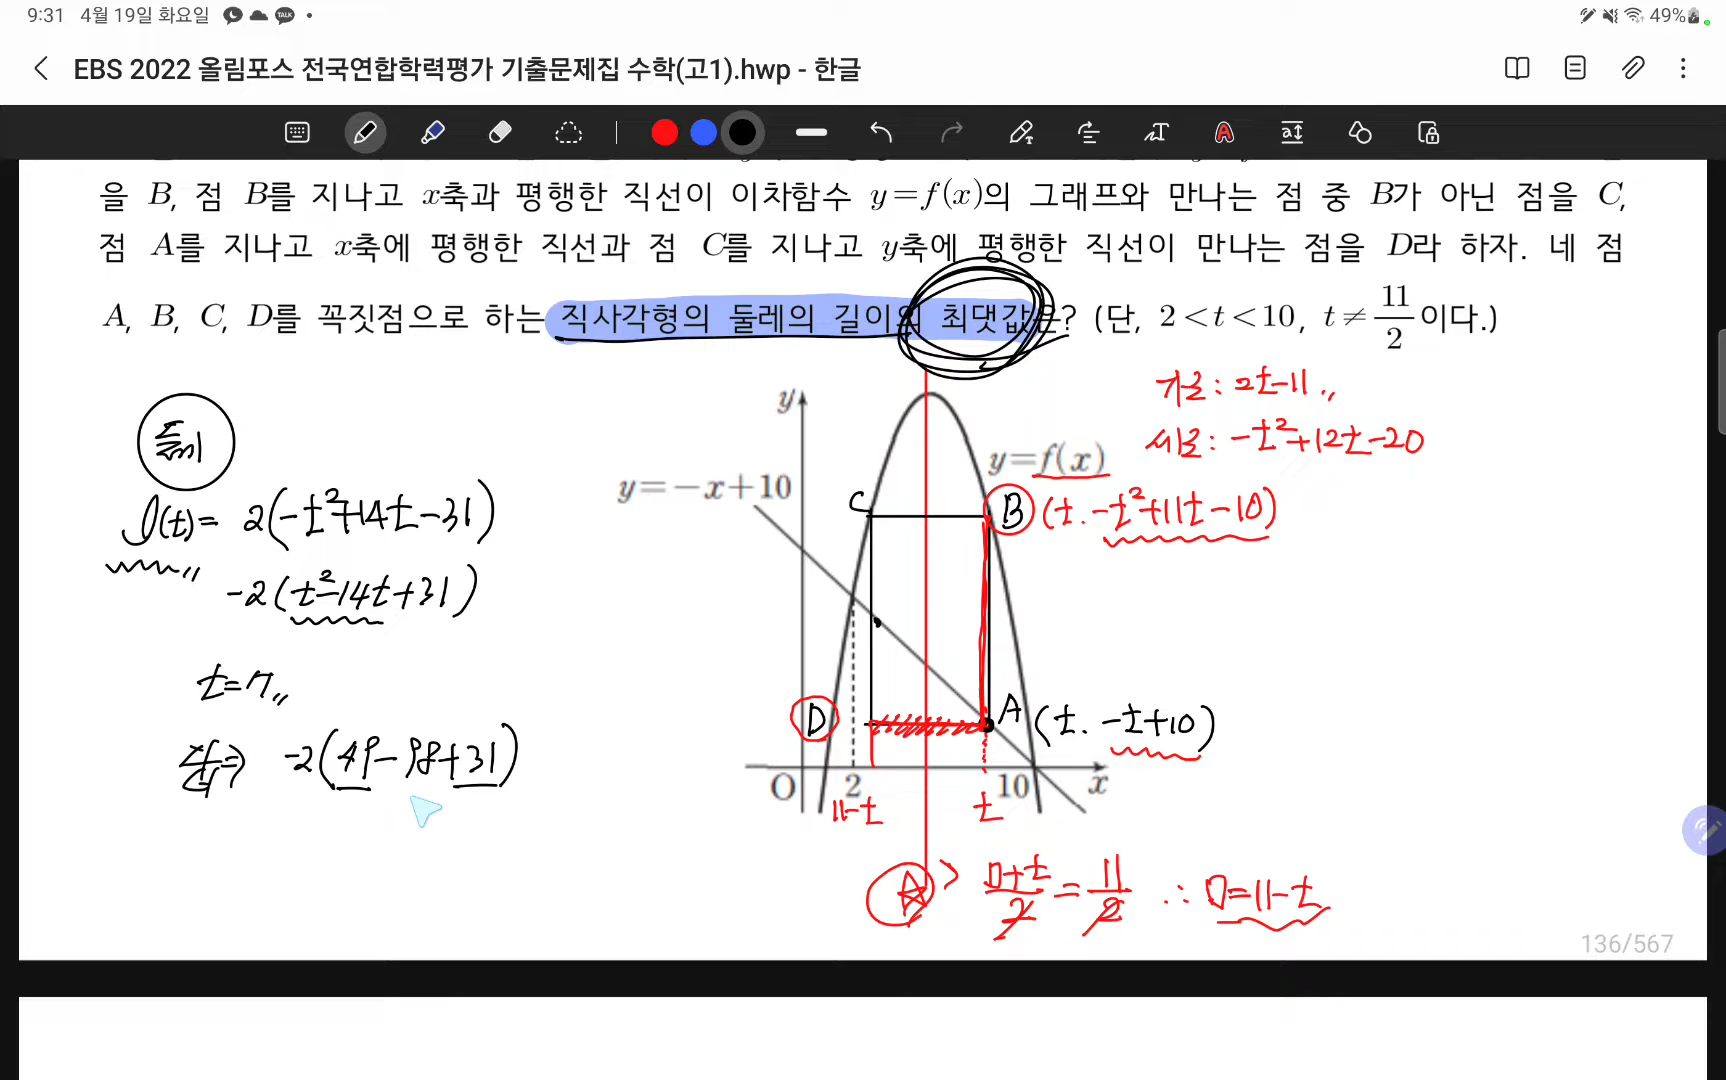 9:31 4월 19일 화요일
49%
EBS 2022 올림포스 전국연합학력평가 기출문제집 수학(고1).hwp - 한글
을 B, 점 B를 지나고 x축과 평행한 직선이 이차함수 y=f(x)의 그래프와 만나는 점 중 B가 아닌 점을 C,
점 A를 지나고 x축에 평행한 직선과 점 C를 지나고 y축에 평행한 직선이 만나는 점을 D라 하자. 네 점
A, B, C, D를 꼭짓점으로 하는 직사각형의 둘레의 길이의 최댓값은? (단, 2<t<10, t≠11/2이다.)
가로: 2t-11
세로: -t²+12t-20
둘레
l(t)= 2(-t²+14t-31)
-2(t²-14t+31)
t=7
-2(49-98+31)
y
y=f(x)
y=-x+10
C
B (t. -t²+11t-10)
D
A (t. -t+10)
O 2 10 x
11-t t
□+t/2 = 11/2 ∴ □=11-t
136/567